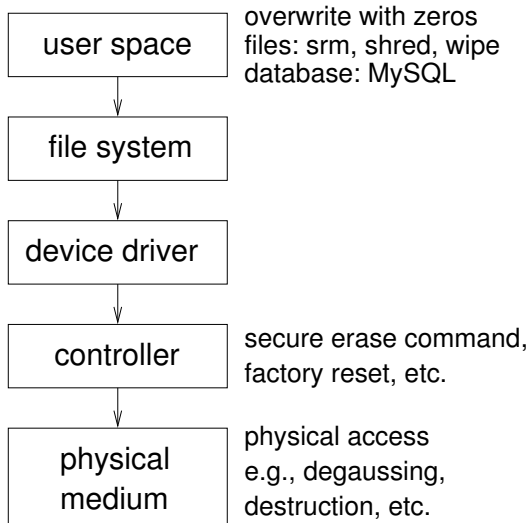 user space
overwrite with zeros
files: srm, shred, wipe
database: MySQL
file system
device driver
controller
secure erase command,
factory reset, etc.
physical
medium
physical access
e.g., degaussing,
destruction, etc.